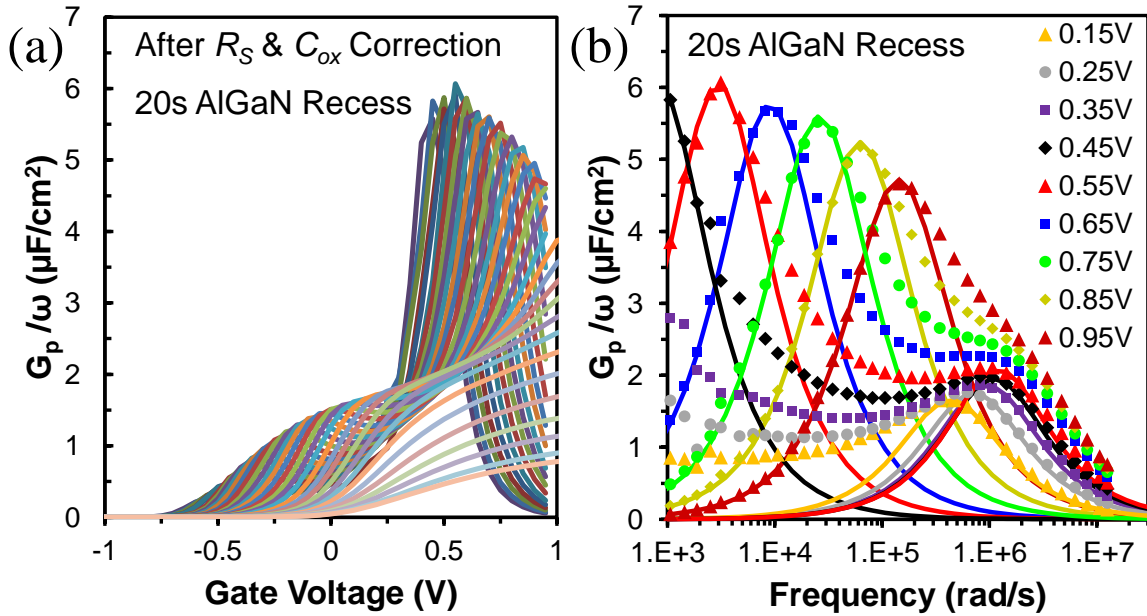 (a)
After R_S & C_ox Correction
20s AlGaN Recess
G_p/ω (µF/cm²)
7
6
5
4
3
2
1
0
-1
-0.5
0
0.5
1
Gate Voltage (V)
(b)
20s AlGaN Recess
G_p/ω (µF/cm²)
7
6
5
4
3
2
1
0
1.E+3
1.E+4
1.E+5
1.E+6
1.E+7
Frequency (rad/s)
0.15V
0.25V
0.35V
0.45V
0.55V
0.65V
0.75V
0.85V
0.95V